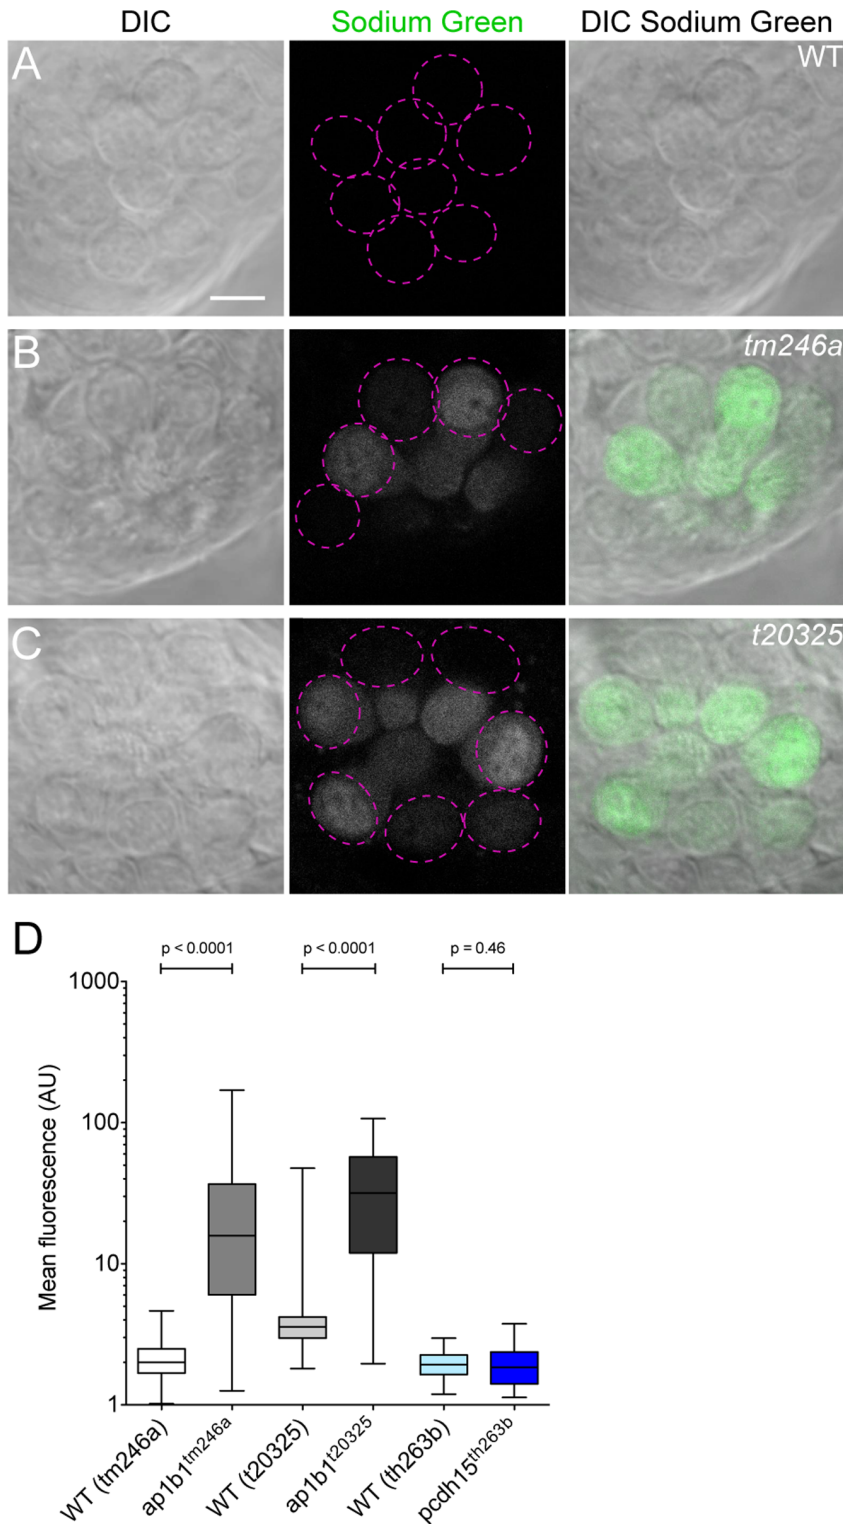 DIC Sodium Green DIC Sodium Green
A WT
B tm246a
C t20325
D
p < 0.0001 p < 0.0001 p = 0.46
1000
100
10
1
Mean fluorescence (AU)
WT (tm246a)
ap1b1tm246a
WT (t20325)
ap1b1t20325
WT (th263b)
pcdh15th263b